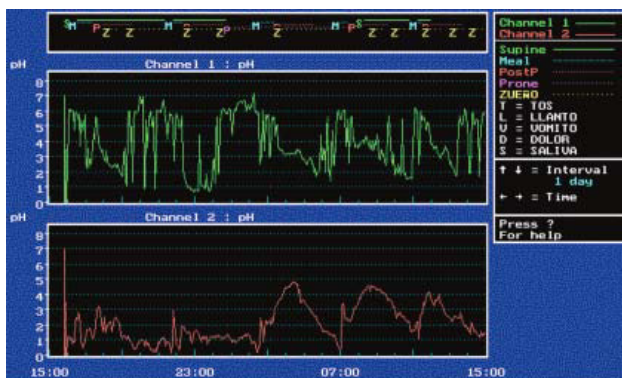 S M P Z Z M Z Z P M Z M P S Z Z Z M Z Z Z
pH Channel 1 : pH
8
7
6
5
4
3
2
1
0
pH Channel 2 : pH
8
7
6
5
4
3
2
1
0
15:00 23:00 07:00 15:00
Channel 1
Channel 2
Supine
Meal
PostP
Prone
ZUERO
T = TOS
L = LLANTO
V = VOMITO
D = DOLOR
S = SALIVA
↑ ↓ = Interval
1 day
← → = Time
Press ?
For help